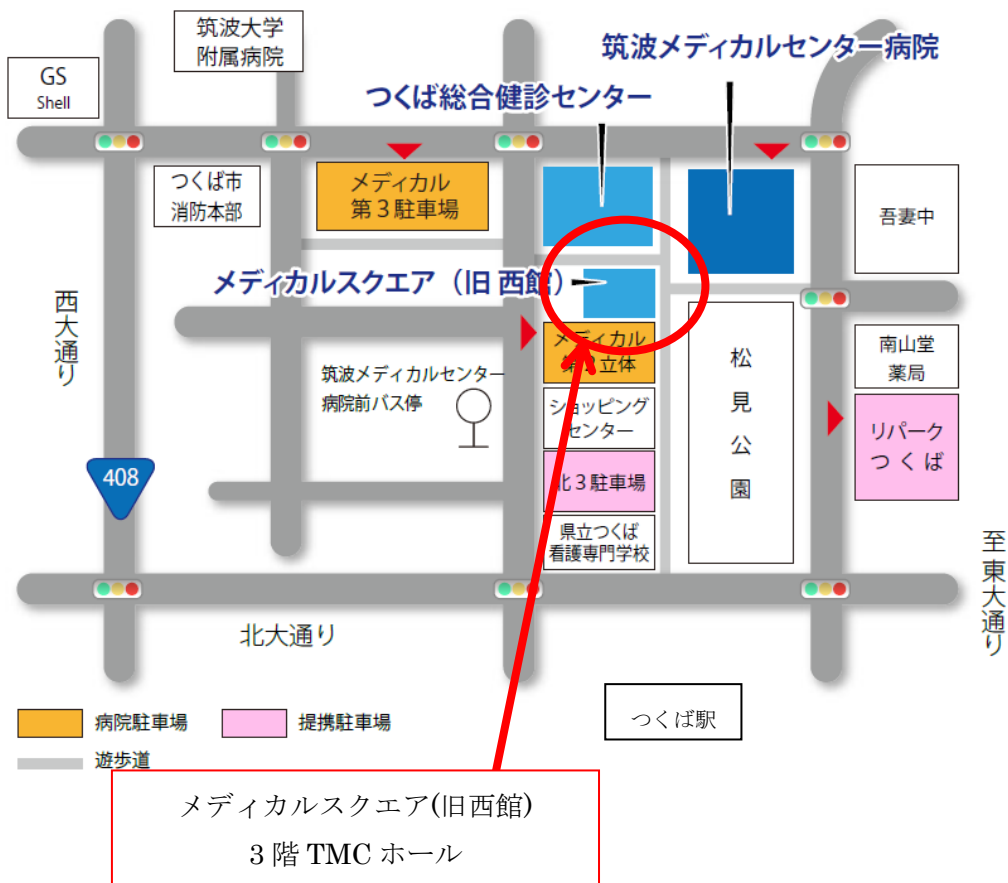 筑波大学
附属病院
GS
Shell
筑波メディカルセンター病院
つくば総合健診センター
つくば市
消防本部
メディカル
第３駐車場
吾妻中
メディカルスクエア（旧 西館）
西大通り
メディカル
第２立体
筑波メディカルセンター
病院前バス停
ショッピング
センター
松見公園
南山堂
薬局
リパーク
つくば
408
北３駐車場
県立つくば
看護専門学校
至東大通り
北大通り
病院駐車場
提携駐車場
遊歩道
つくば駅
メディカルスクエア(旧西館)
３階 TMC ホール